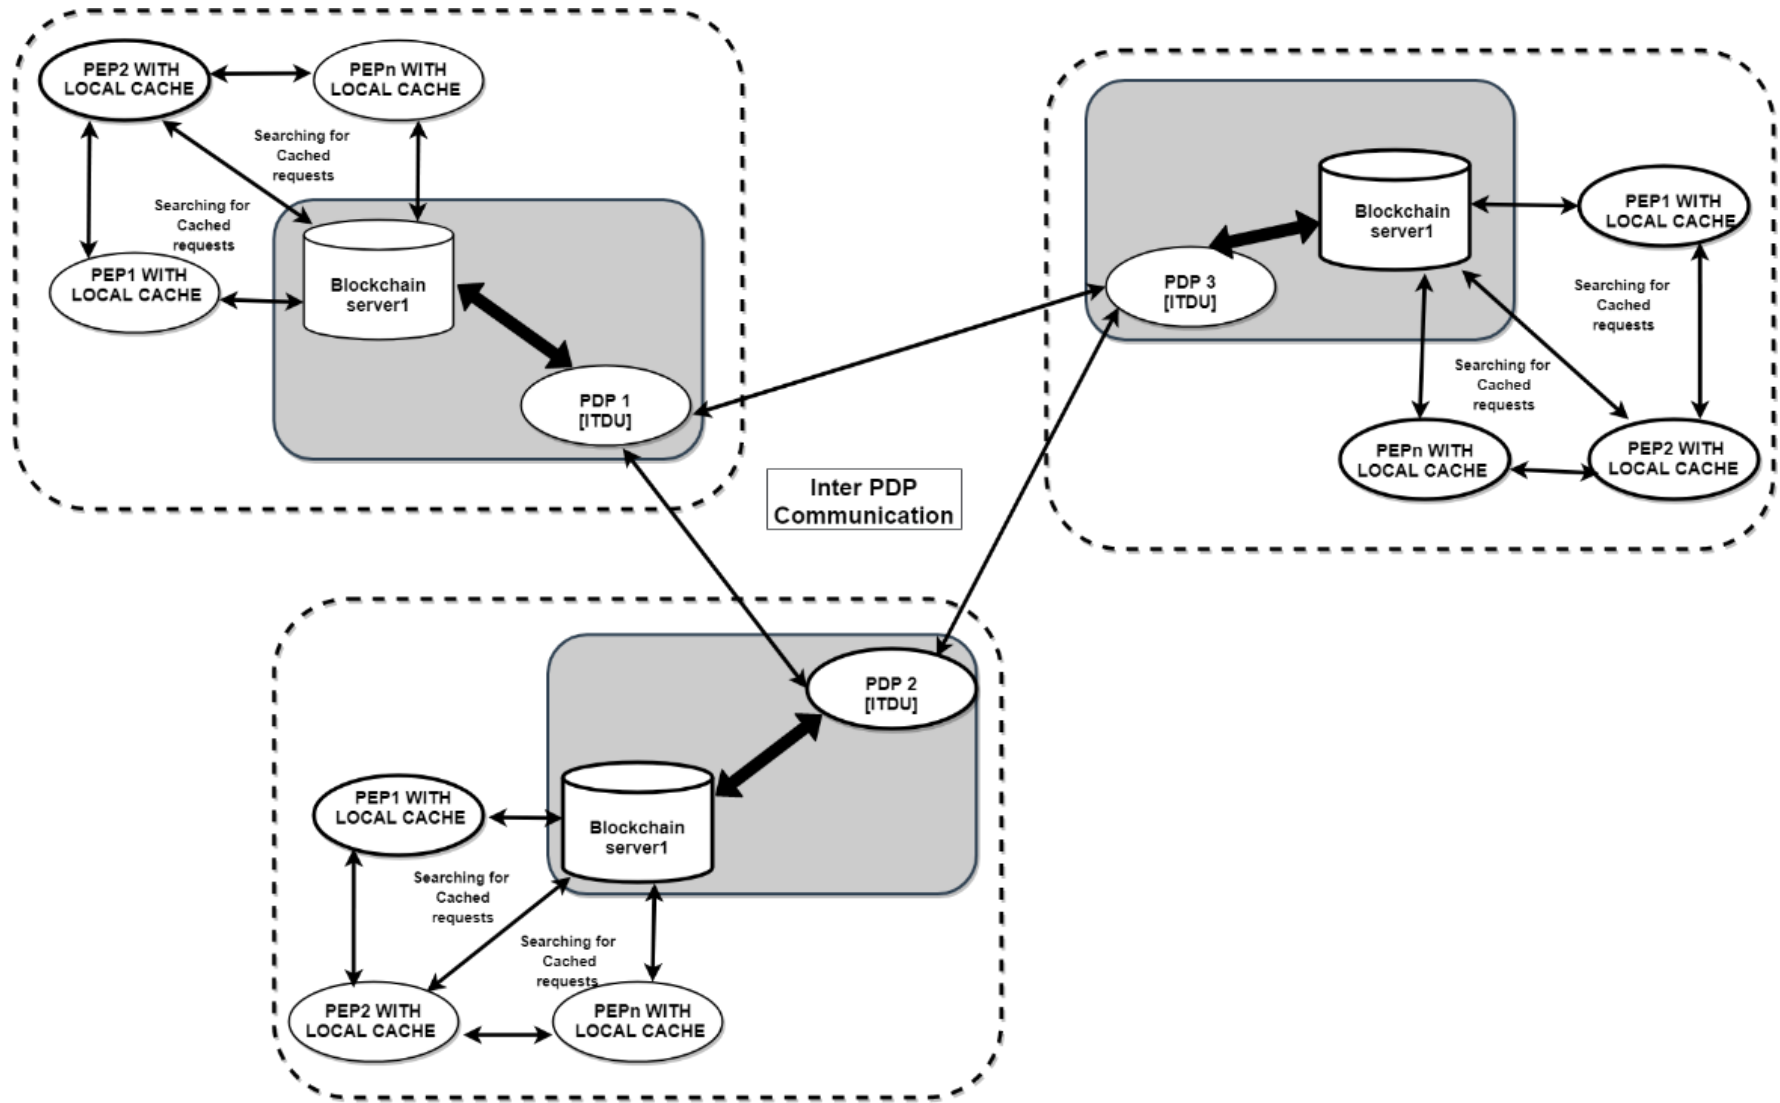 PEP2 WITH
LOCAL CACHE
PEPn WITH
LOCAL CACHE
Searching for
Cached
requests
Searching for
Cached
requests
PEP1 WITH
LOCAL CACHE
Blockchain
server1
PDP 1
[ITDU]
Blockchain
server1
PEP1 WITH
LOCAL CACHE
PDP 3
[ITDU]
Searching for
Cached
requests
Searching for
Cached
requests
PEPn WITH
LOCAL CACHE
PEP2 WITH
LOCAL CACHE
Inter PDP
Communication
PDP 2
[ITDU]
PEP1 WITH
LOCAL CACHE
Blockchain
server1
Searching for
Cached
requests
Searching for
Cached
requests
PEP2 WITH
LOCAL CACHE
PEPn WITH
LOCAL CACHE